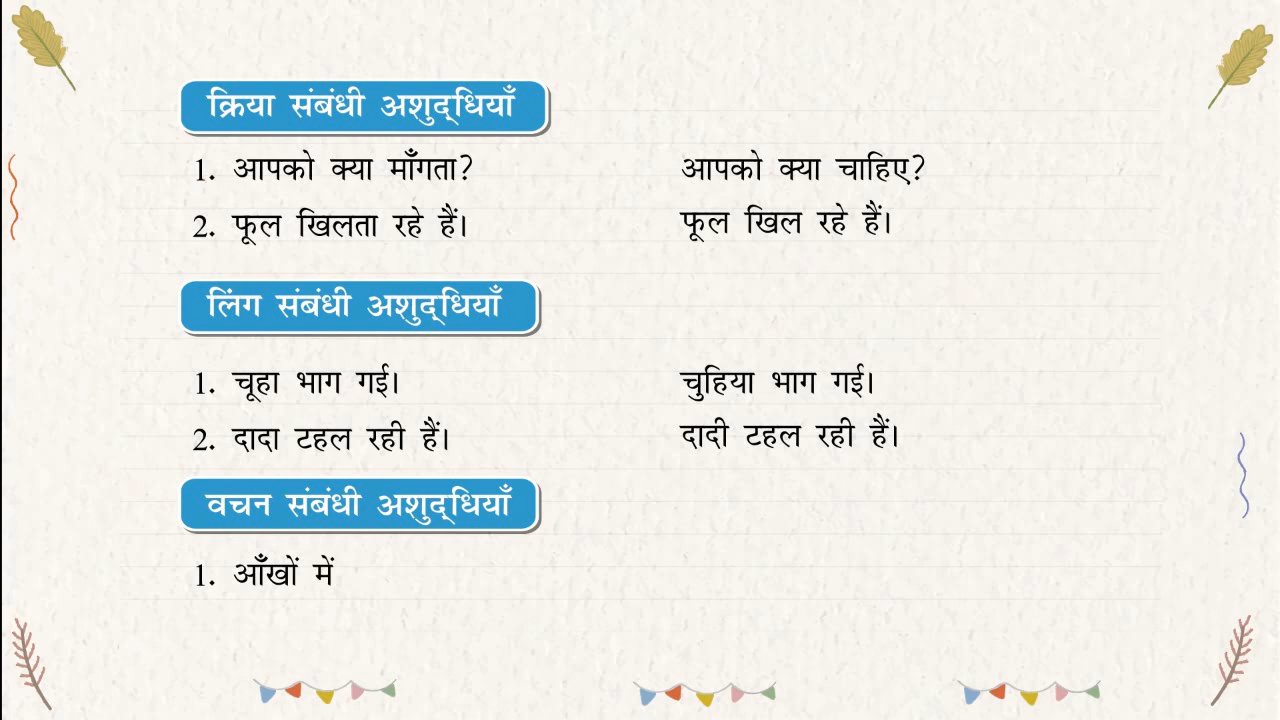 क्रिया संबंधी अशुद्धियाँ
1. आपको क्या माँगता? आपको क्या चाहिए?
2. फूल खिलता रहे हैं। फूल खिल रहे हैं।
लिंग संबंधी अशुद्धियाँ
1. चूहा भाग गई। चुहिया भाग गई।
2. दादा टहल रही हैं। दादी टहल रही हैं।
वचन संबंधी अशुद्धियाँ
1. आँखों में